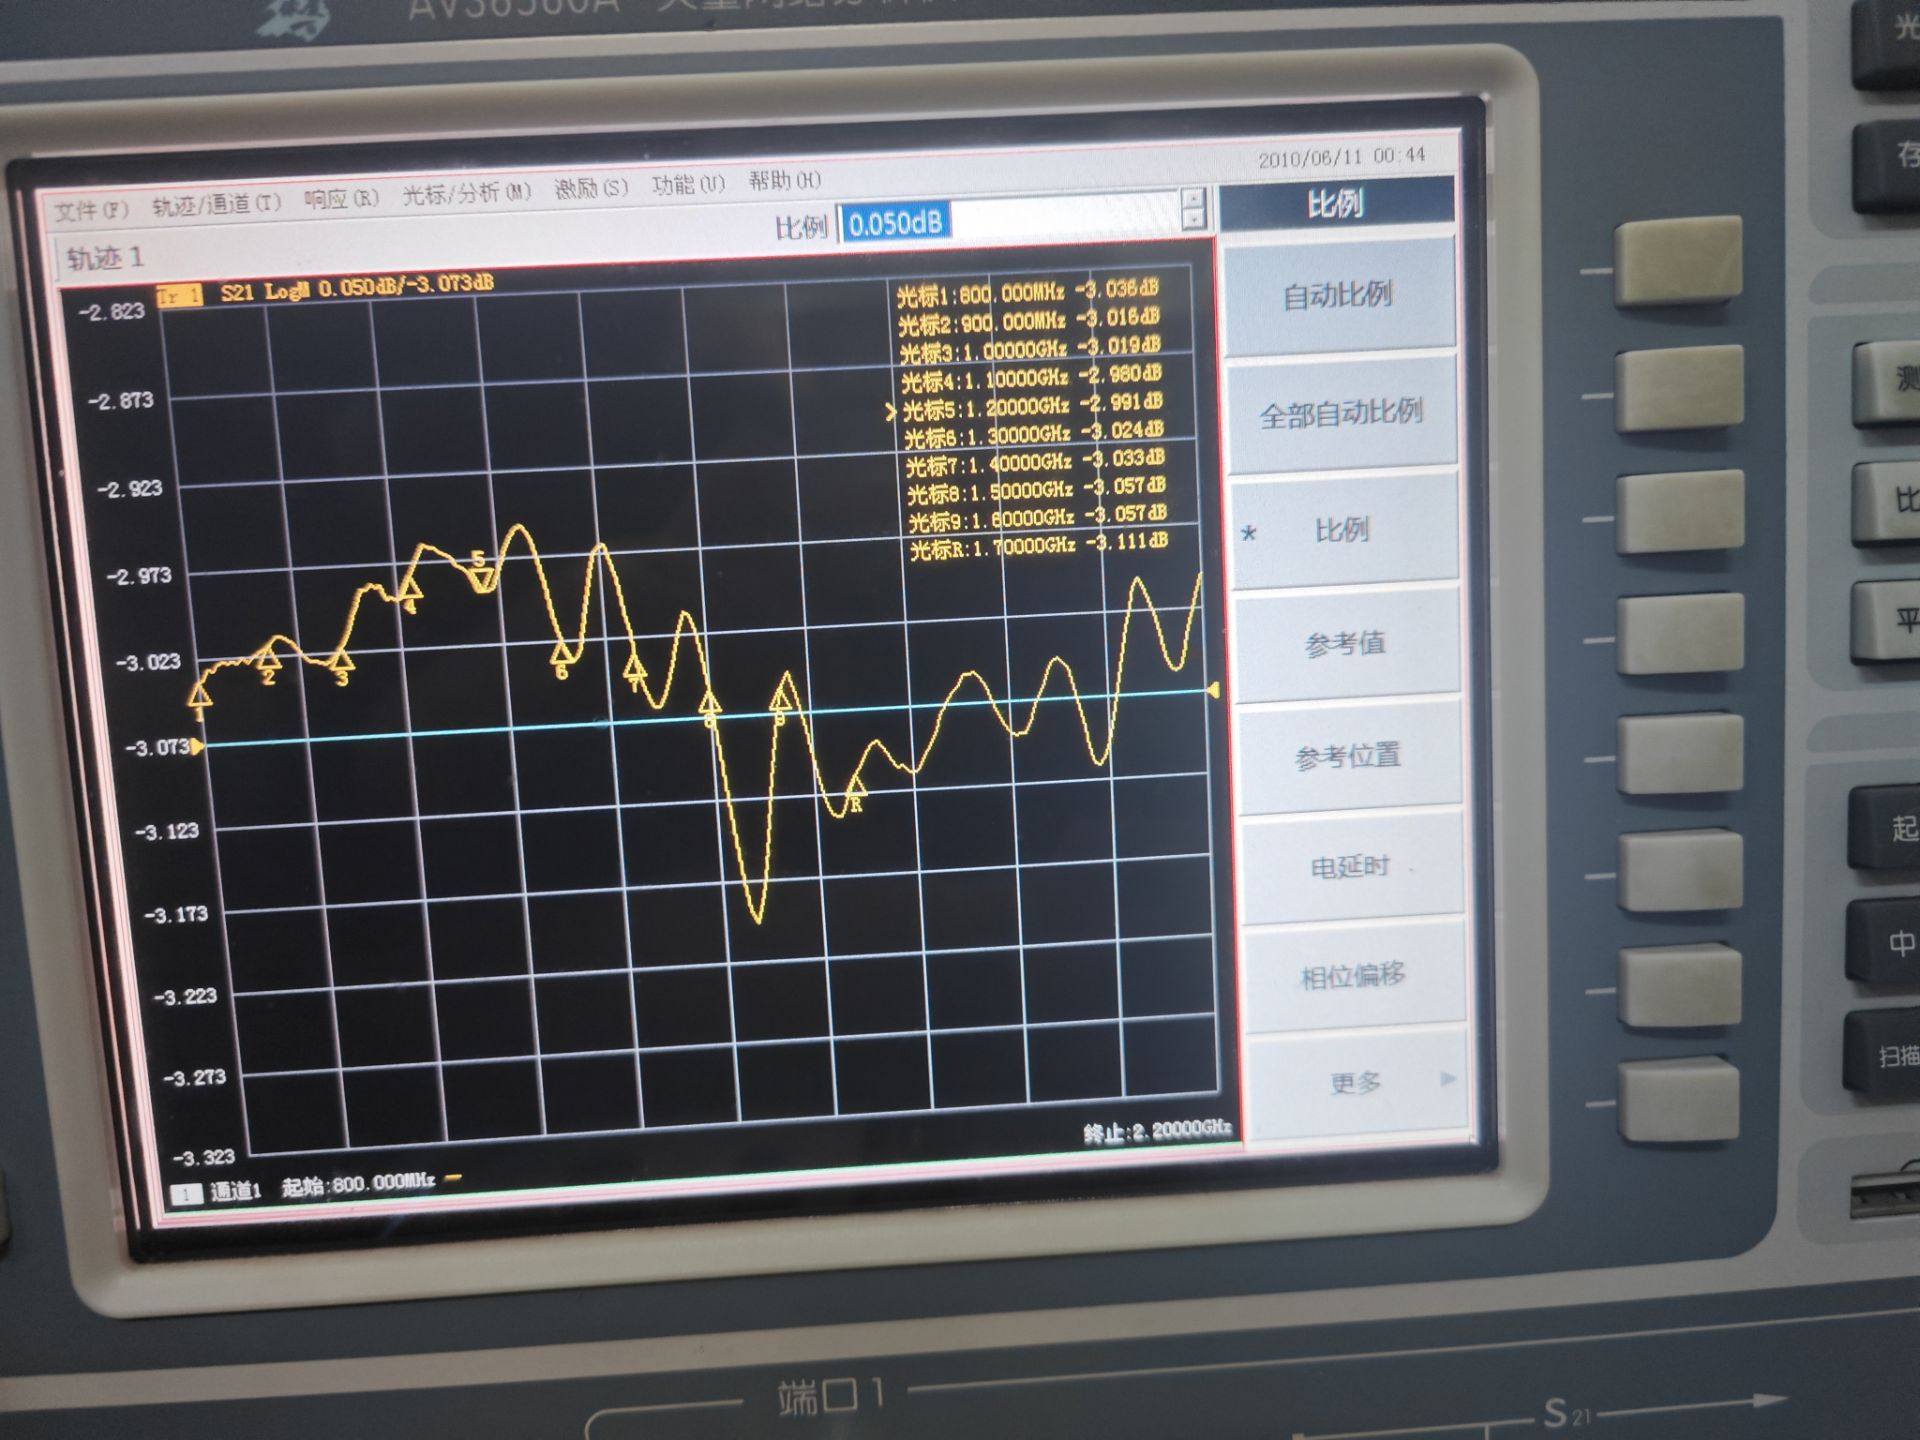 2010/06/11 00:44
文件(F) 轨迹/通道(T) 响应(R) 光标/分析(M) 激励(S) 功能(U) 帮助(H)
比例 0.050dB
轨迹 1
比例
自动比例
全部自动比例
* 比例
参考值
参考位置
电延时
相位偏移
更多
Tr 1 S21 LogM 0.050dB/-3.073dB
光标1:800.000MHz -3.036dB
光标2:900.000MHz -3.016dB
光标3:1.00000GHz -3.019dB
光标4:1.10000GHz -2.980dB
>光标5:1.20000GHz -2.991dB
光标6:1.30000GHz -3.024dB
光标7:1.40000GHz -3.033dB
光标8:1.50000GHz -3.057dB
光标9:1.60000GHz -3.057dB
光标R:1.70000GHz -3.111dB
-2.823
-2.873
-2.923
-2.973
-3.023
-3.073
-3.123
-3.173
-3.223
-3.273
-3.323
1
2
3
4
5
6
7
8
9
R
1 通道1 起始:800.000MHz
终止:2.20000GHz
端口 1
S21
存
测
比
平
起
中
扫描